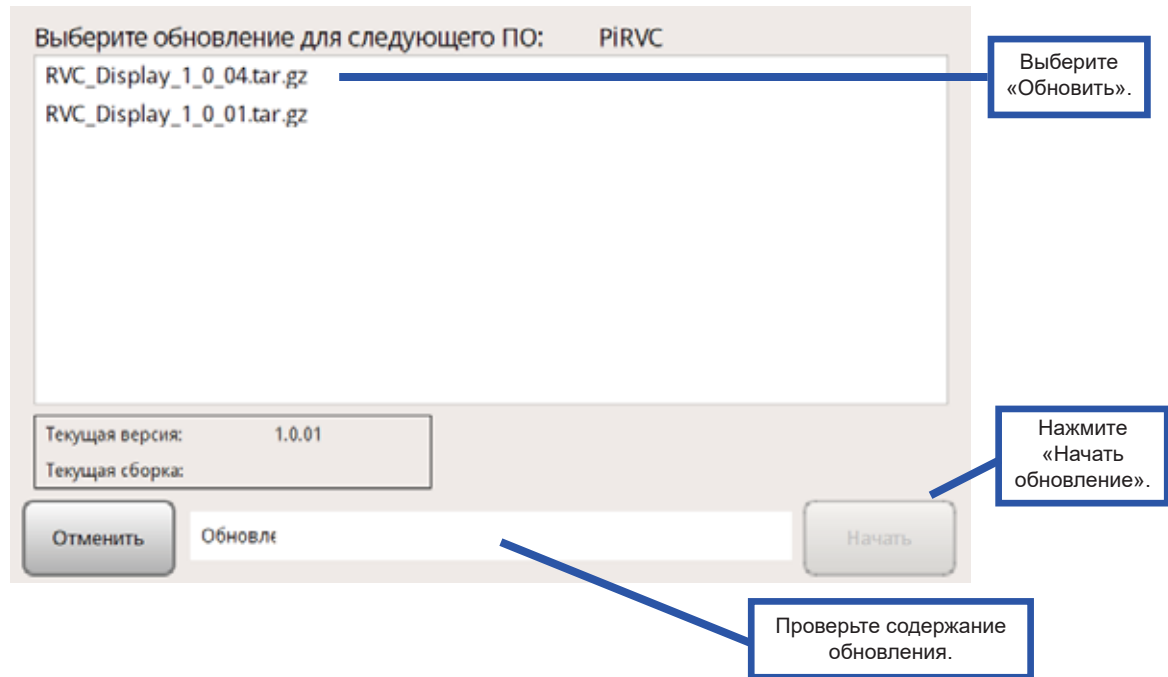 Выберите обновление для следующего ПО: PiRVC
RVC_Display_1_0_04.tar.gz
RVC_Display_1_0_01.tar.gz
Выберите
«Обновить».
Текущая версия: 1.0.01
Текущая сборка:
Нажмите
«Начать
обновление».
Отменить
Обновле
Начать
Проверьте содержание
обновления.